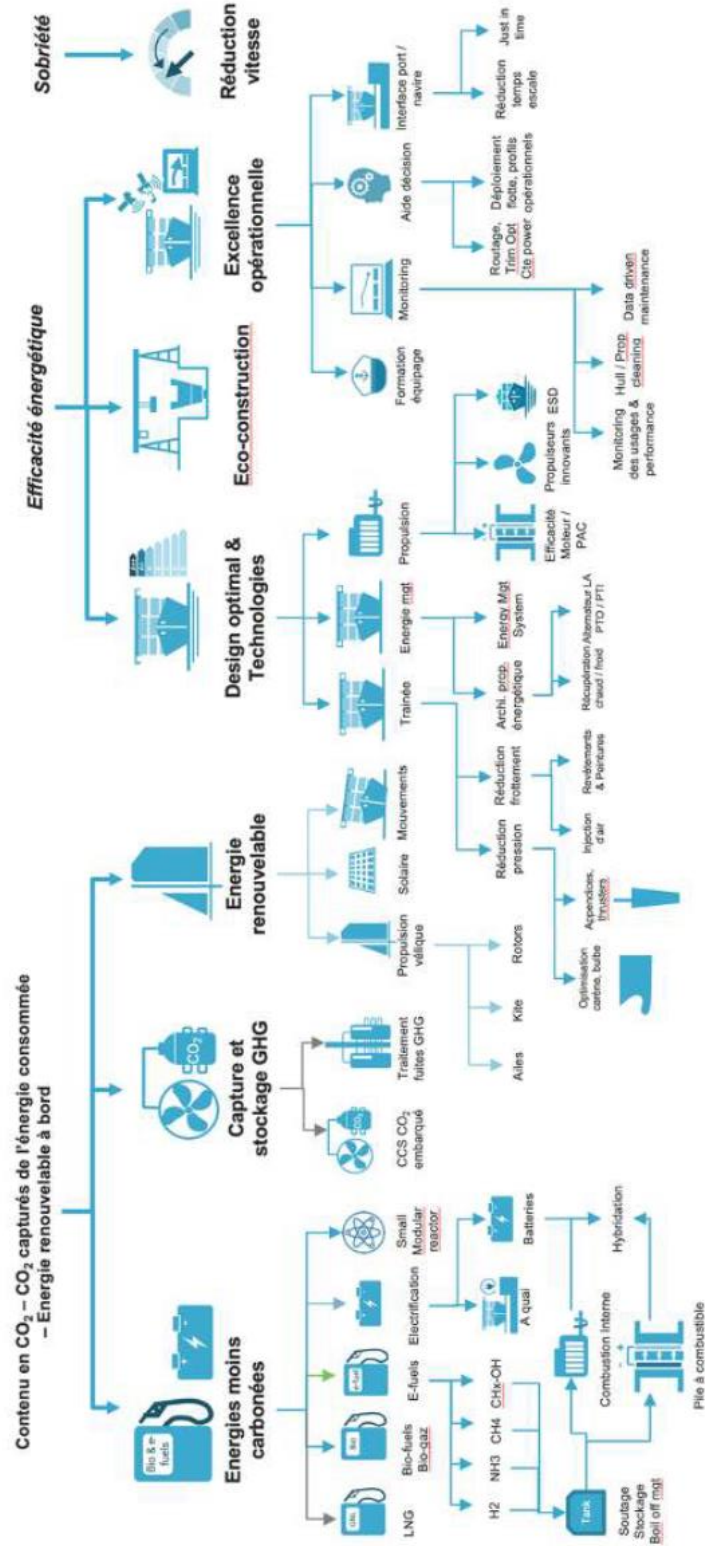 Contenu en CO₂ – CO₂ capturés de l'énergie consommée
– Energie renouvelable à bord
Efficacité énergétique
Sobriété
Bio & e-
fuels
CO₂
Energies moins
carbonées
Capture et
stockage GHG
Energie
renouvelable
Design optimal &
Technologies
Eco-construction
Excellence
opérationnelle
Réduction
vitesse
GNL
Bio
e-fuel
LNG
Bio-fuels
Bio-gaz
E-fuels
Electrification
Small
Modular
reactor
CCS CO₂
embarqué
Traitement
fuites GHG
Propulsion
vélique
Solaire
Mouvements
Trainée
Energie mgt
Propulsion
Formation
équipage
Monitoring
Aide décision
Interface port /
navire
H2
NH3
CH4
CHx-OH
A quai
Batteries
Ailes
Kite
Rotors
Réduction
pression
Réduction
frottement
Archi. prop.
énergétique
Energy Mgt
System
Efficacité
Moteur /
PAC
Propulseurs
innovants
ESD
Routage,
Trim Opt
Cte power
Déploiement
flotte, profils
opérationnels
Réduction
temps
escale
Just in
time
Tank
Soutage
Stockage
Boil off mgt
Combustion Interne
Pile à combustible
Hybridation
Optimisation
carène, bulbe
Appendices,
thrusters
Injection
d'air
Revêtements
& Peintures
Récupération
chaud / froid
Alternateur LA
PTO / PTI
Monitoring
des usages &
performance
Hull / Prop
cleaning
Data driven
maintenance